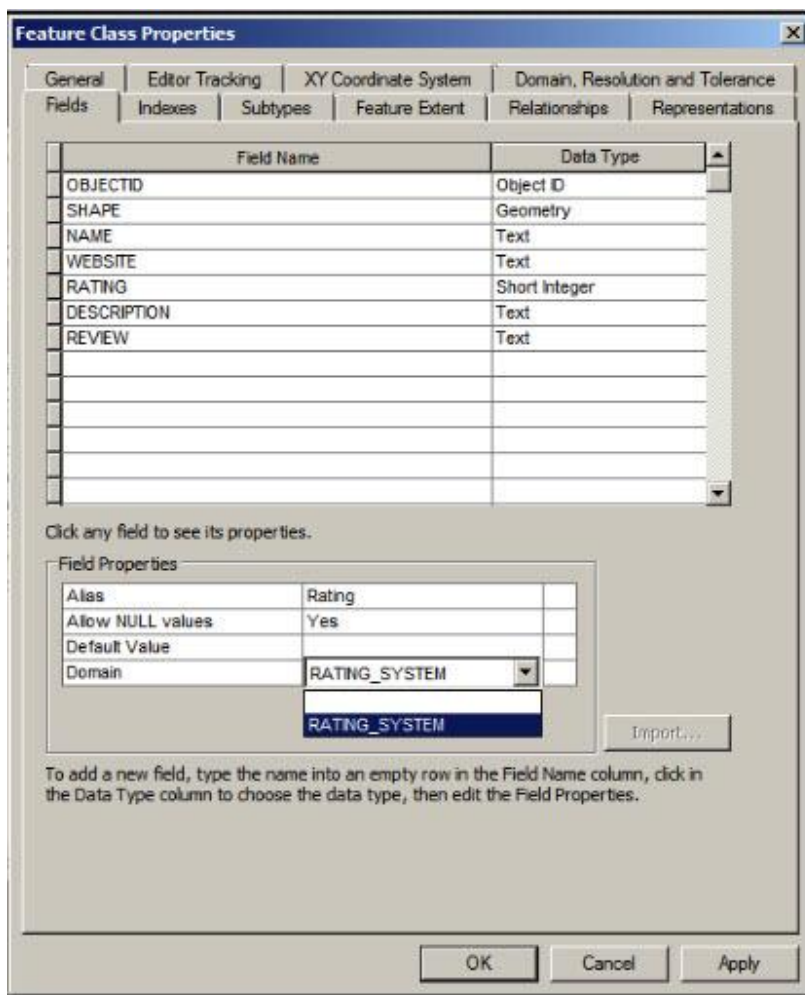 Feature Class Properties
General Editor Tracking XY Coordinate System Domain, Resolution and Tolerance
Fields Indexes Subtypes Feature Extent Relationships Representations
Field Name Data Type
OBJECTID Object ID
SHAPE Geometry
NAME Text
WEBSITE Text
RATING Short Integer
DESCRIPTION Text
REVIEW Text
Click any field to see its properties.
Field Properties
Alias Rating
Allow NULL values Yes
Default Value
Domain RATING_SYSTEM
RATING_SYSTEM
Import...
To add a new field, type the name into an empty row in the Field Name column, click in
the Data Type column to choose the data type, then edit the Field Properties.
OK Cancel Apply